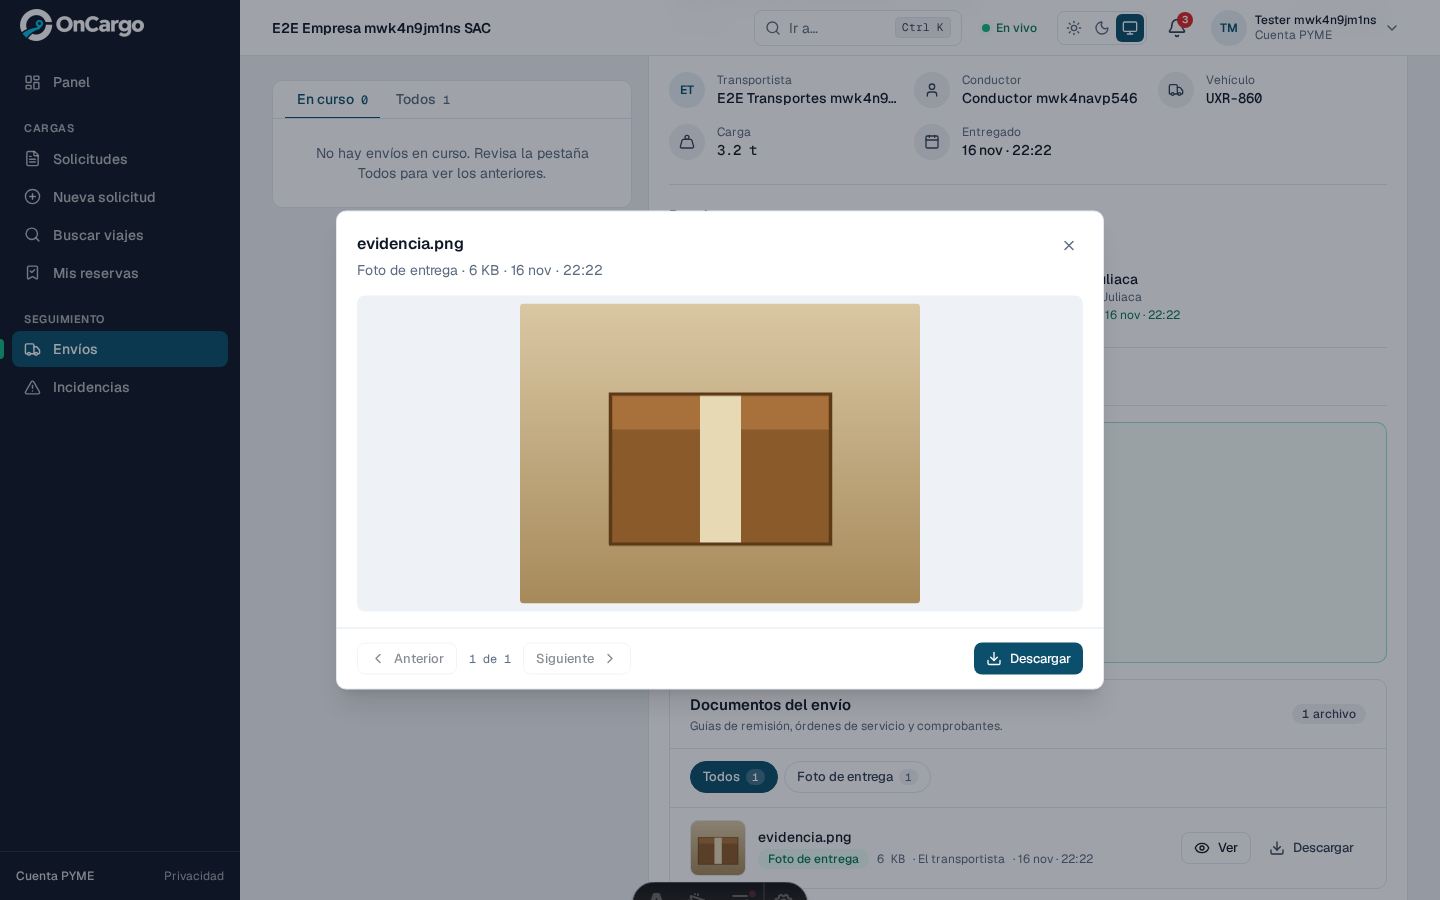 OnCargo
E2E Empresa mwk4n9jm1ns SAC
Ir a...
Ctrl K
En vivo
3
TM
Tester mwk4n9jm1ns
Cuenta PYME
Panel
CARGAS
Solicitudes
Nueva solicitud
Buscar viajes
Mis reservas
SEGUIMIENTO
Envíos
Incidencias
Cuenta PYME
Privacidad
En curso 0
Todos 1
No hay envíos en curso. Revisa la pestaña
Todos para ver los anteriores.
ET
Transportista
E2E Transportes mwk4n9...
Conductor
Conductor mwk4navp546
Vehículo
UXR-860
Carga
3.2 t
Entregado
16 nov · 22:22
Juliaca
16 nov · 22:22
evidencia.png
Foto de entrega · 6 KB · 16 nov · 22:22
Anterior
1 de 1
Siguiente
Descargar
Documentos del envío
Guías de remisión, órdenes de servicio y comprobantes.
1 archivo
Todos 1
Foto de entrega 1
evidencia.png
Foto de entrega 6 KB · El transportista · 16 nov · 22:22
Ver
Descargar